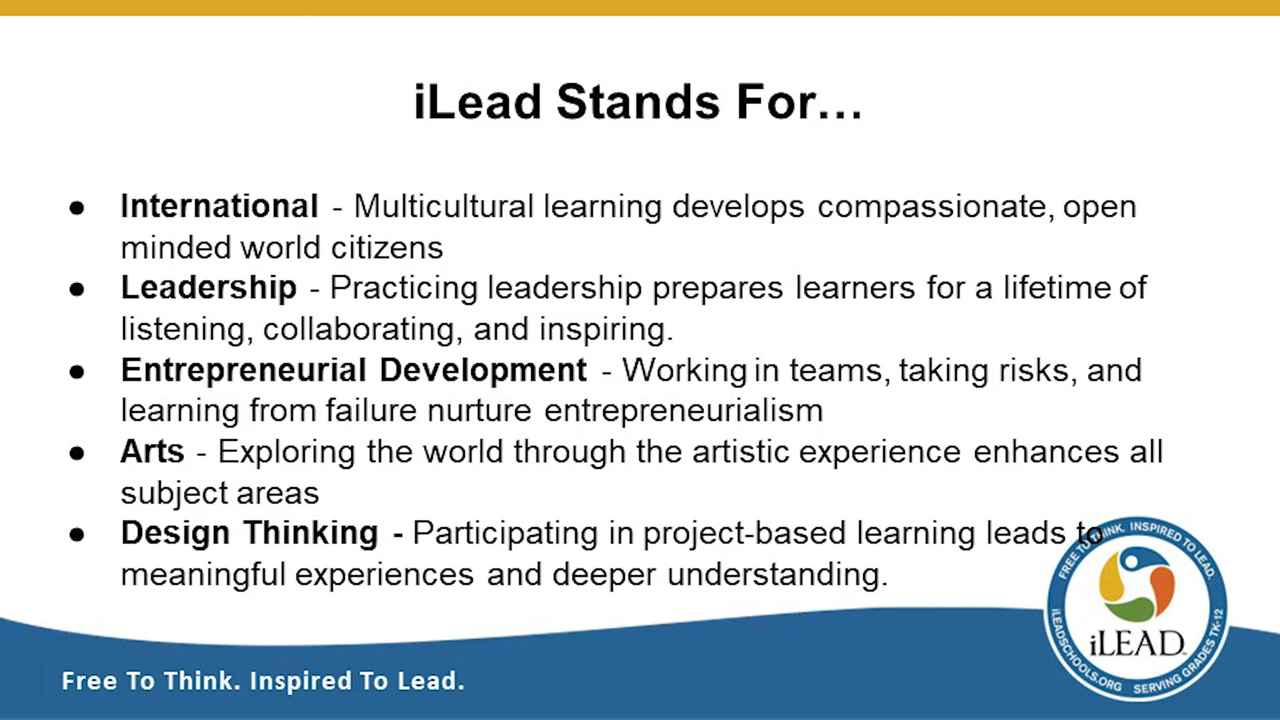 iLead Stands For…
● International - Multicultural learning develops compassionate, open
minded world citizens
● Leadership - Practicing leadership prepares learners for a lifetime of
listening, collaborating, and inspiring.
● Entrepreneurial Development - Working in teams, taking risks, and
learning from failure nurture entrepreneurialism
● Arts - Exploring the world through the artistic experience enhances all
subject areas
● Design Thinking - Participating in project-based learning leads to
meaningful experiences and deeper understanding.
Free To Think. Inspired To Lead.
FREE TO THINK. INSPIRED TO LEAD.
iLEAD
iLEADSCHOOLS.ORG
SERVING GRADES TK-12